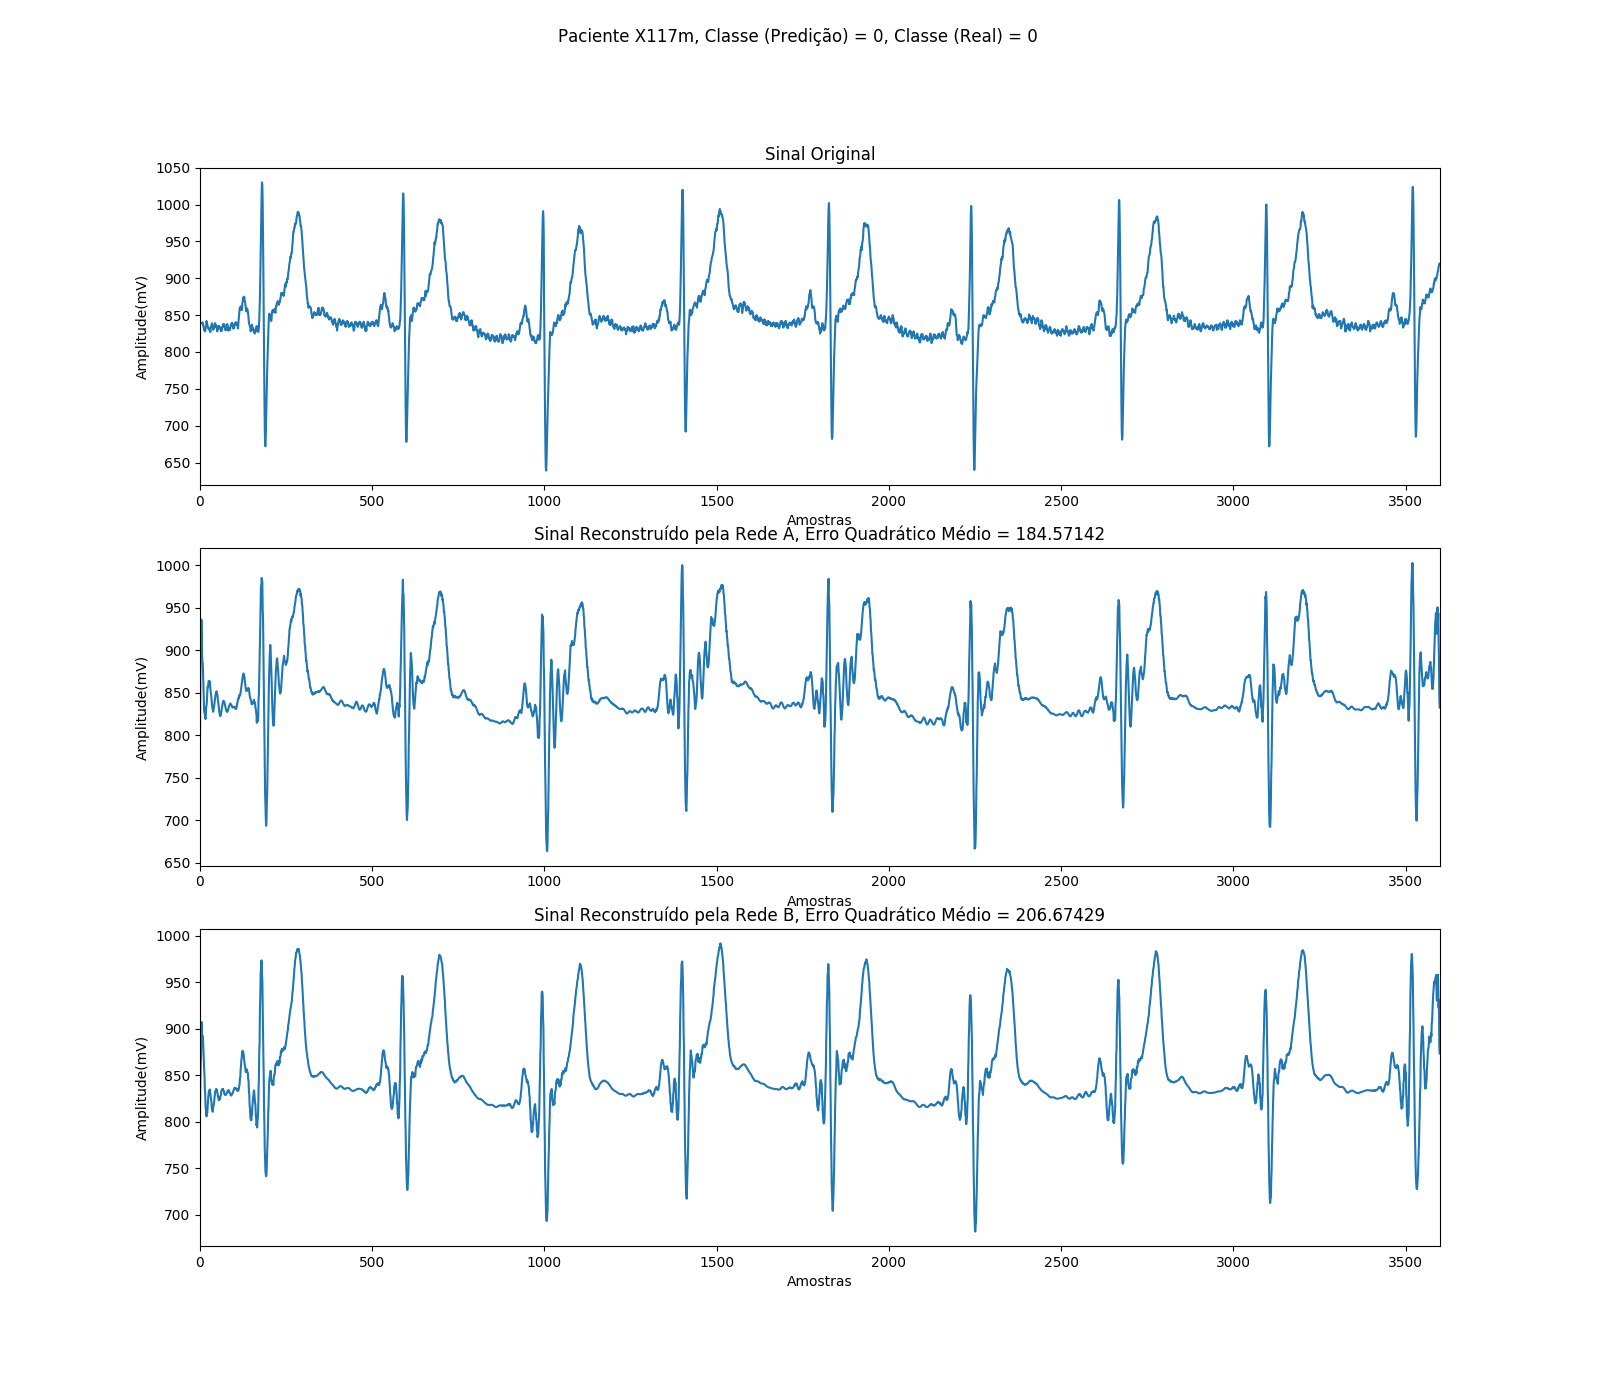 Paciente X117m, Classe (Predição) = 0, Classe (Real) = 0
Sinal Original
1050
1000
950
900
850
800
750
700
650
Amplitude(mV)
0 500 1000 1500 2000 2500 3000 3500
Amostras
Sinal Reconstruído pela Rede A, Erro Quadrático Médio = 184.57142
1000
950
900
850
800
750
700
650
Amplitude(mV)
0 500 1000 1500 2000 2500 3000 3500
Amostras
Sinal Reconstruído pela Rede B, Erro Quadrático Médio = 206.67429
1000
950
900
850
800
750
700
Amplitude(mV)
0 500 1000 1500 2000 2500 3000 3500
Amostras